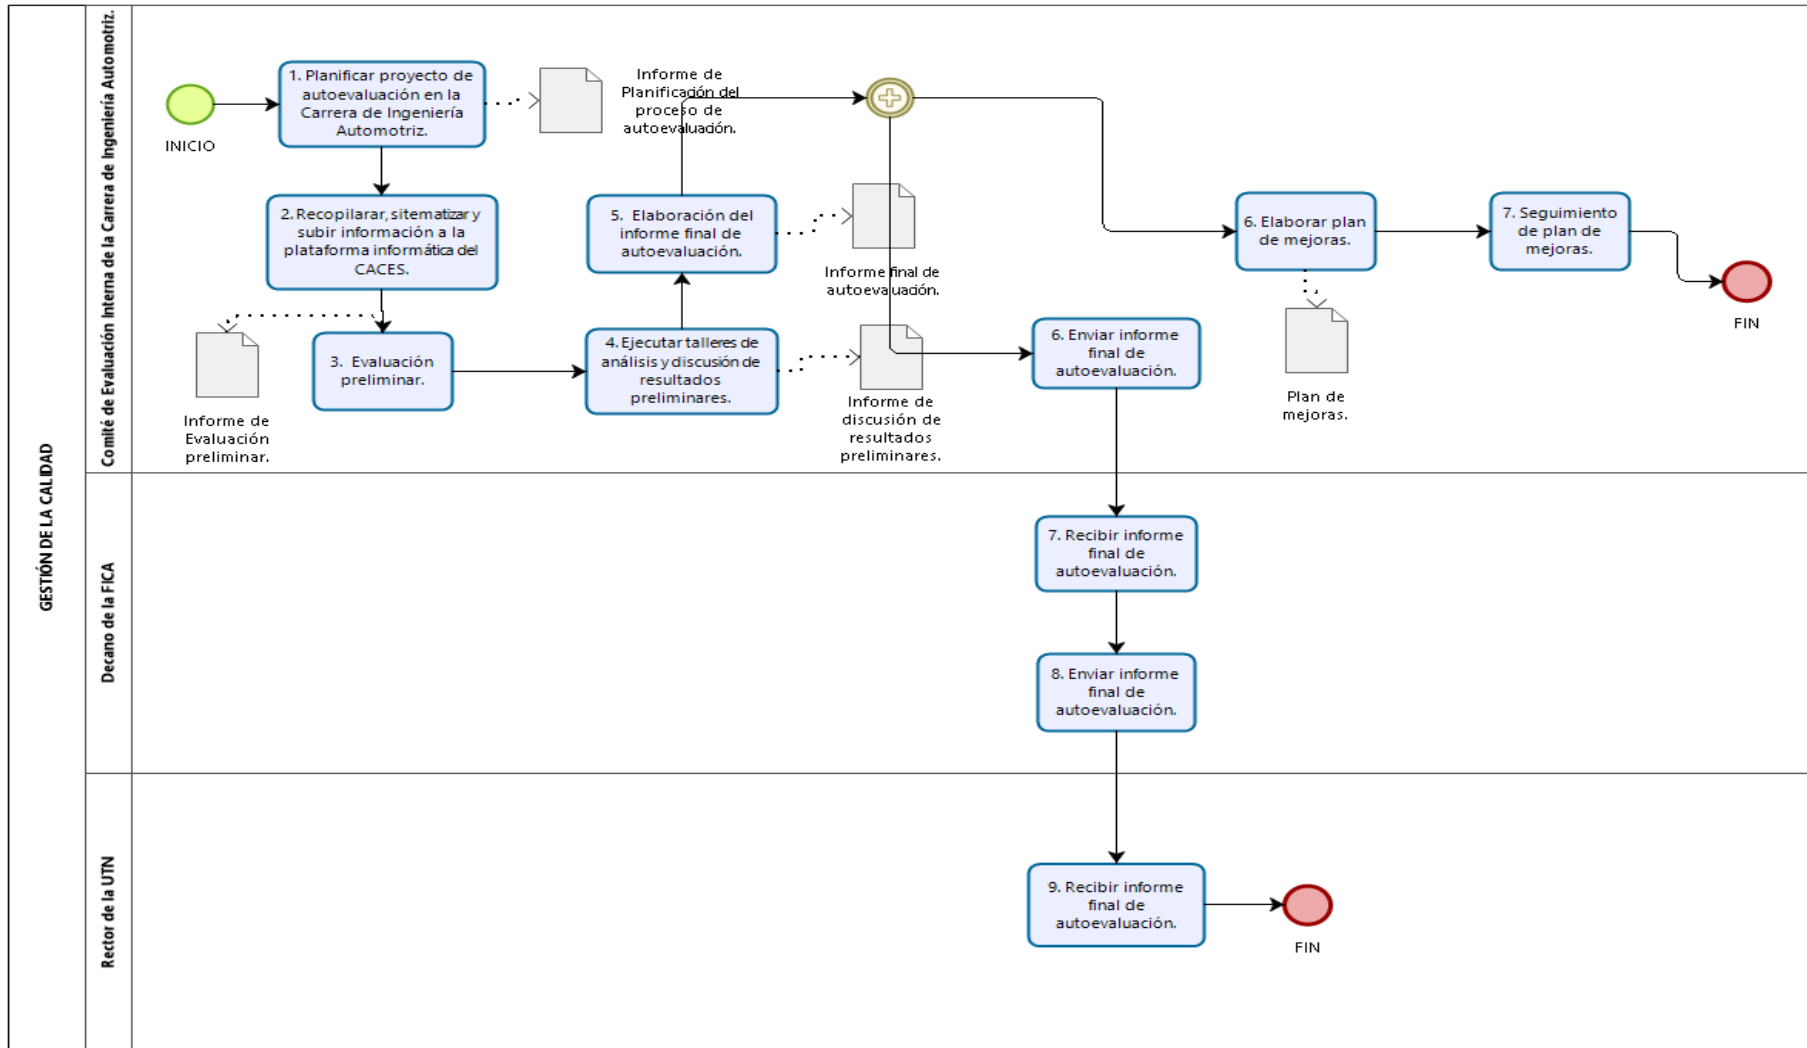 GESTIÓN DE LA CALIDAD
Comité de Evaluación Interna de la Carrera de Ingeniería Automotriz.
INICIO
1. Planificar proyecto de
autoevaluación en la
Carrera de Ingeniería
Automotriz.
Informe de
Planificación del
proceso de
autoevaluación.
2. Recopilarar, sitematizar y
subir información a la
plataforma informática del
CACES.
Informe de
Evaluación
preliminar.
3. Evaluación
preliminar.
4. Ejecutar talleres de
análisis y discusión de
resultados
preliminares.
Informe de
discusión de
resultados
preliminares.
5. Elaboración del
informe final de
autoevaluación.
Informe final de
autoevaluación.
6. Enviar informe
final de
autoevaluación.
6. Elaborar plan
de mejoras.
Plan de
mejoras.
7. Seguimiento
de plan de
mejoras.
FIN
Decano de la FICA
7. Recibir informe
final de
autoevaluación.
8. Enviar informe
final de
autoevaluación.
Rector de la UTN
9. Recibir informe
final de
autoevaluación.
FIN